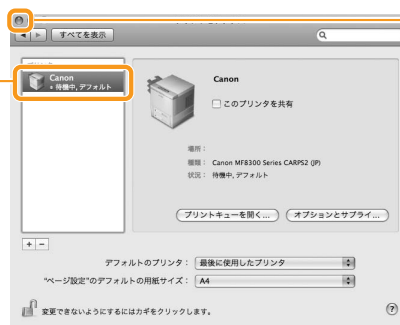 すべてを表示
Canon
• 待機中, デフォルト
Canon
このプリンタを共有
場所：
種類： Canon MF8300 Series CARPS2 (JP)
状況： 待機中, デフォルト
プリントキューを開く... オプションとサプライ...
+ −
デフォルトのプリンタ： 最後に使用したプリンタ
“ページ設定”のデフォルトの用紙サイズ： A4
変更できないようにするにはカギをクリックします。 ?